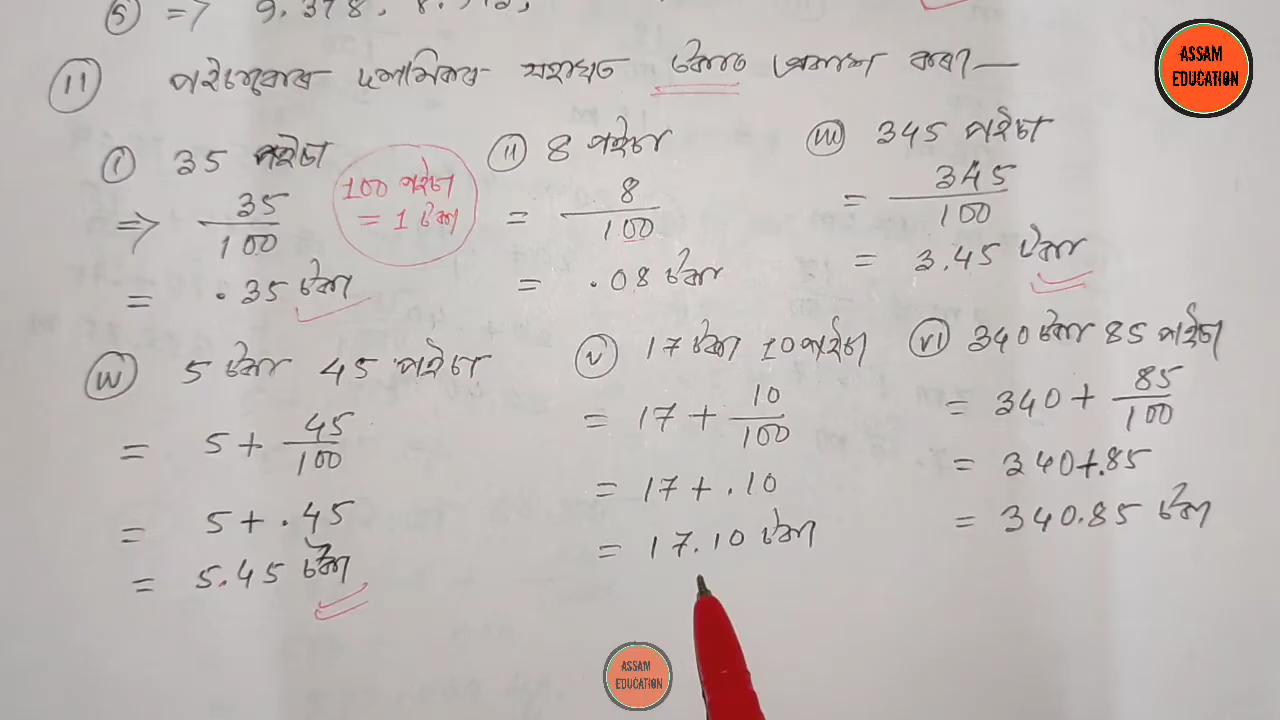 5 => 9.378, 8.
11 পইচাবোৰক দশমিকৰ সহায়ত টকাত প্ৰকাশ কৰা —
ASSAM
EDUCATION
i 35 পইচা
=> 35/100
= .35 টকা
100 পইচা
= 1 টকা
ii 8 পইচা
= 8/100
= .08 টকা
iii 345 পইচা
= 345/100
= 3.45 টকা
iv 5 টকা 45 পইচা
= 5 + 45/100
= 5 + .45
= 5.45 টকা
v 17 টকা 10 পইচা
= 17 + 10/100
= 17 + .10
= 17.10 টকা
vi 340 টকা 85 পইচা
= 340 + 85/100
= 340 + .85
= 340.85 টকা
ASSAM
EDUCATION